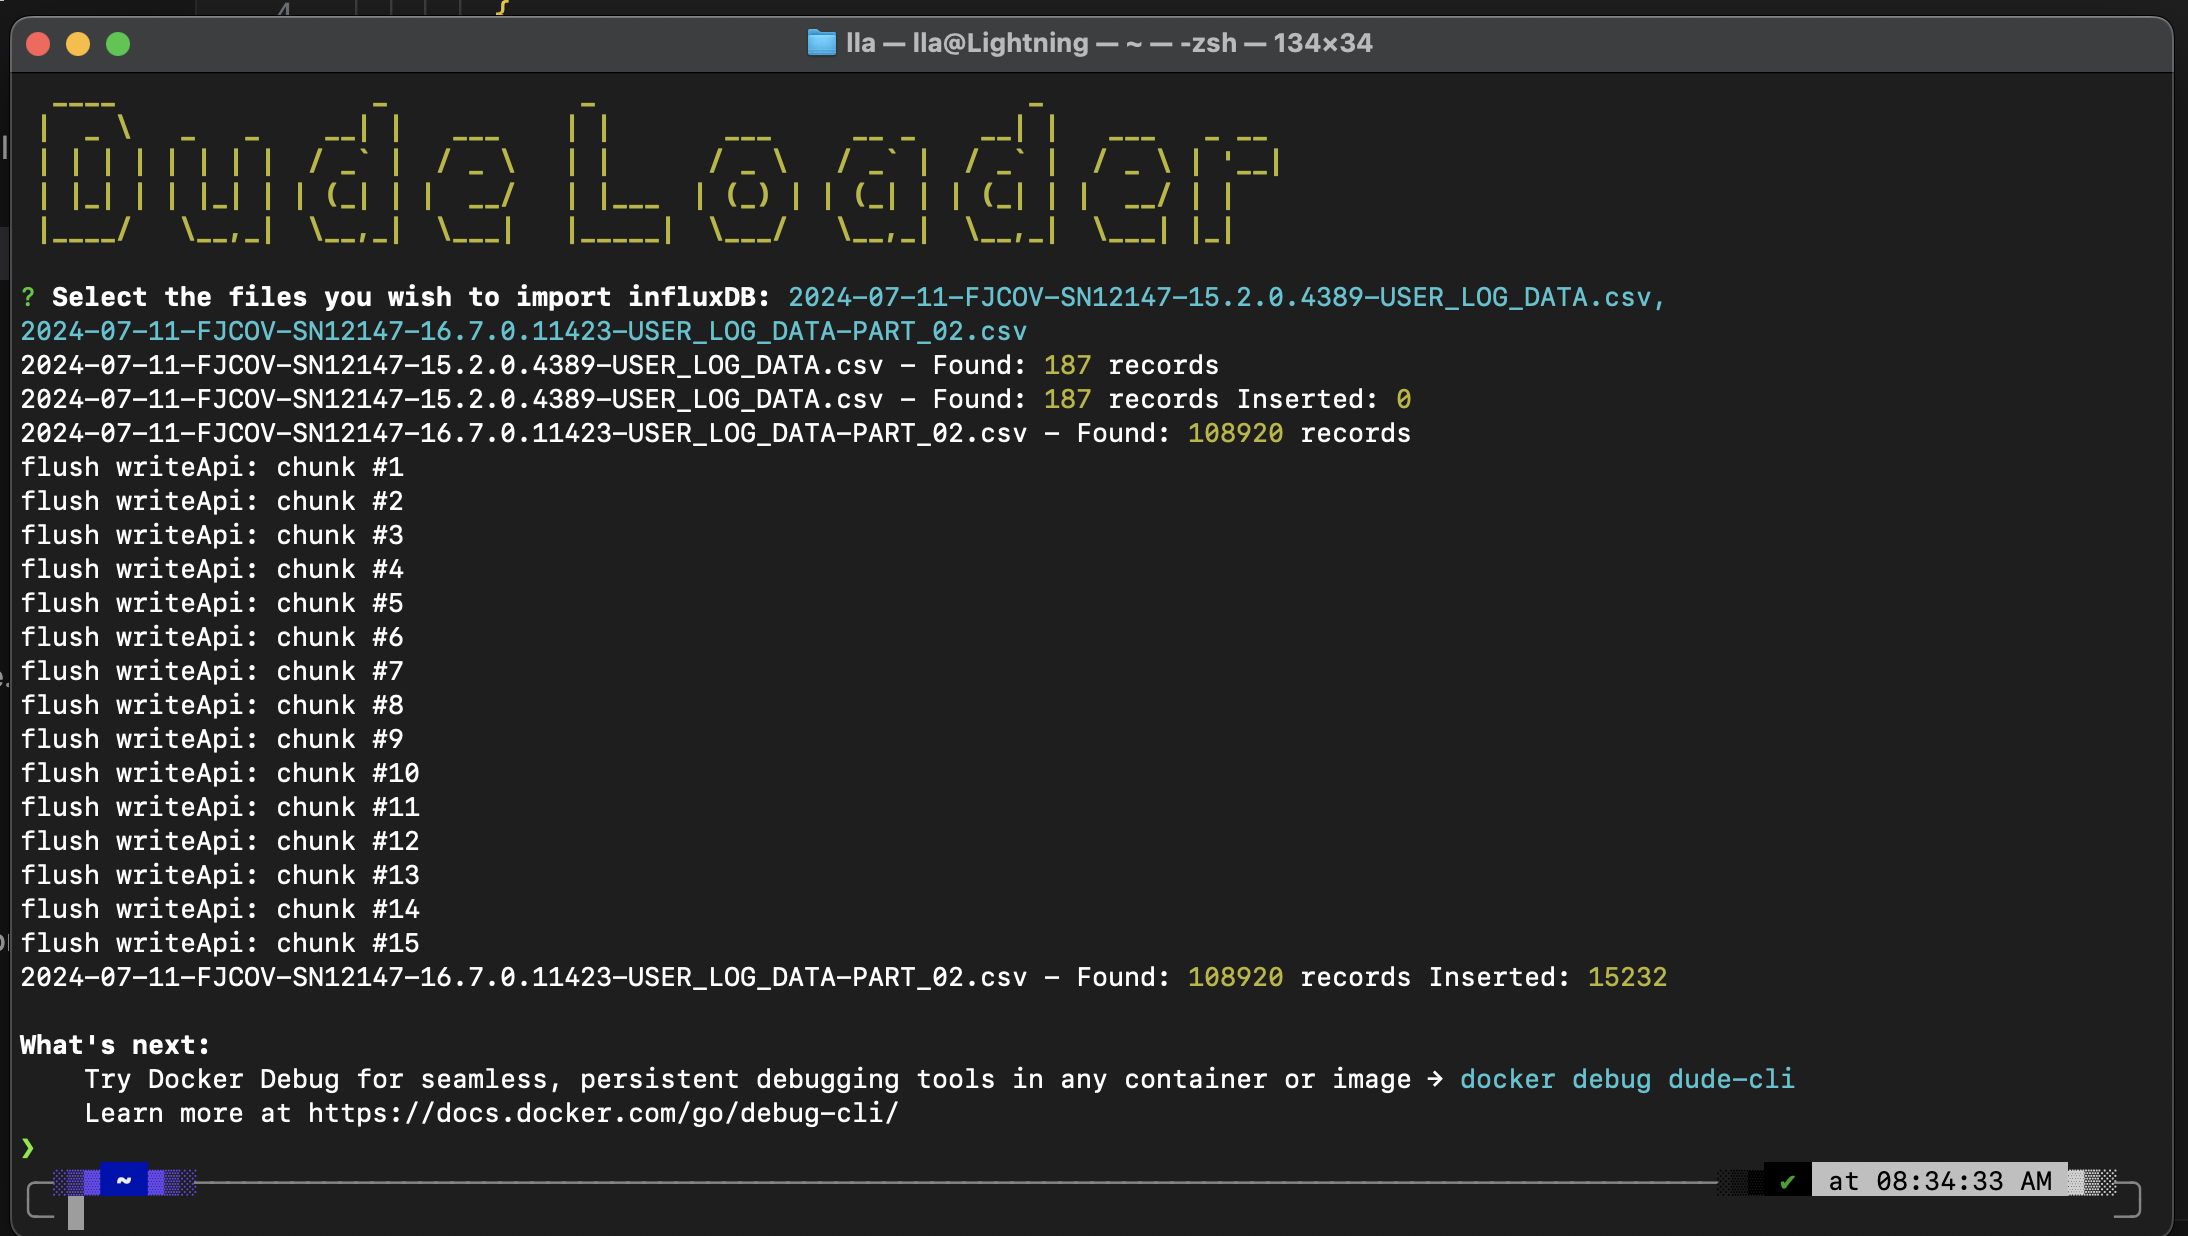 lla — lla@Lightning — ~ — -zsh — 134×34
Dude Loader
? Select the files you wish to import influxDB: 2024-07-11-FJCOV-SN12147-15.2.0.4389-USER_LOG_DATA.csv,
2024-07-11-FJCOV-SN12147-16.7.0.11423-USER_LOG_DATA-PART_02.csv
2024-07-11-FJCOV-SN12147-15.2.0.4389-USER_LOG_DATA.csv - Found: 187 records
2024-07-11-FJCOV-SN12147-15.2.0.4389-USER_LOG_DATA.csv - Found: 187 records Inserted: 0
2024-07-11-FJCOV-SN12147-16.7.0.11423-USER_LOG_DATA-PART_02.csv - Found: 108920 records
flush writeApi: chunk #1
flush writeApi: chunk #2
flush writeApi: chunk #3
flush writeApi: chunk #4
flush writeApi: chunk #5
flush writeApi: chunk #6
flush writeApi: chunk #7
flush writeApi: chunk #8
flush writeApi: chunk #9
flush writeApi: chunk #10
flush writeApi: chunk #11
flush writeApi: chunk #12
flush writeApi: chunk #13
flush writeApi: chunk #14
flush writeApi: chunk #15
2024-07-11-FJCOV-SN12147-16.7.0.11423-USER_LOG_DATA-PART_02.csv - Found: 108920 records Inserted: 15232
What's next:
Try Docker Debug for seamless, persistent debugging tools in any container or image → docker debug dude-cli
Learn more at https://docs.docker.com/go/debug-cli/
❯
~ ✔ at 08:34:33 AM